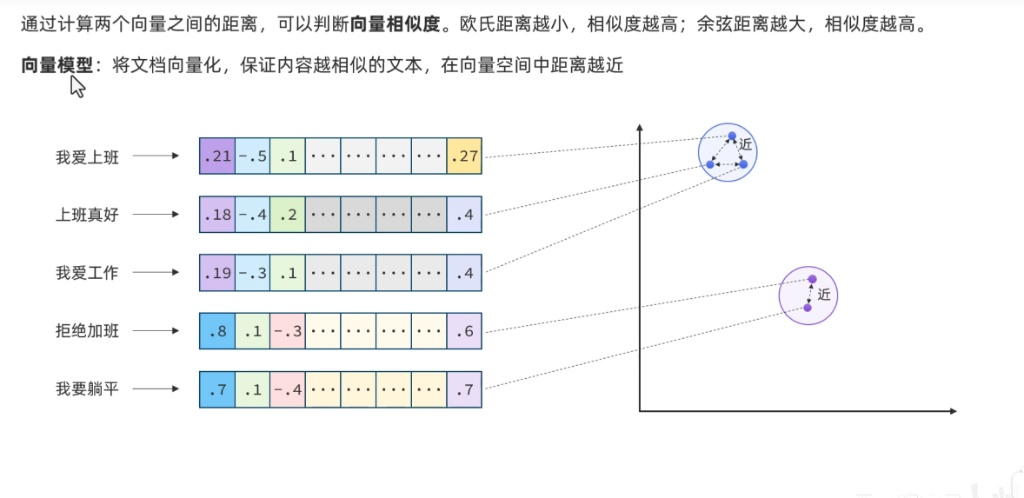 通过计算两个向量之间的距离，可以判断向量相似度。欧氏距离越小，相似度越高；余弦距离越大，相似度越高。
向量模型：将文档向量化，保证内容越相似的文本，在向量空间中距离越近
我爱上班 .21 -.5 .1 ... ... ... ... .27
上班真好 .18 -.4 .2 ... ... ... ... .4
我爱工作 .19 -.3 .1 ... ... ... ... .4
拒绝加班 .8 .1 -.3 ... ... ... ... .6
我要躺平 .7 .1 -.4 ... ... ... ... .7
近
近